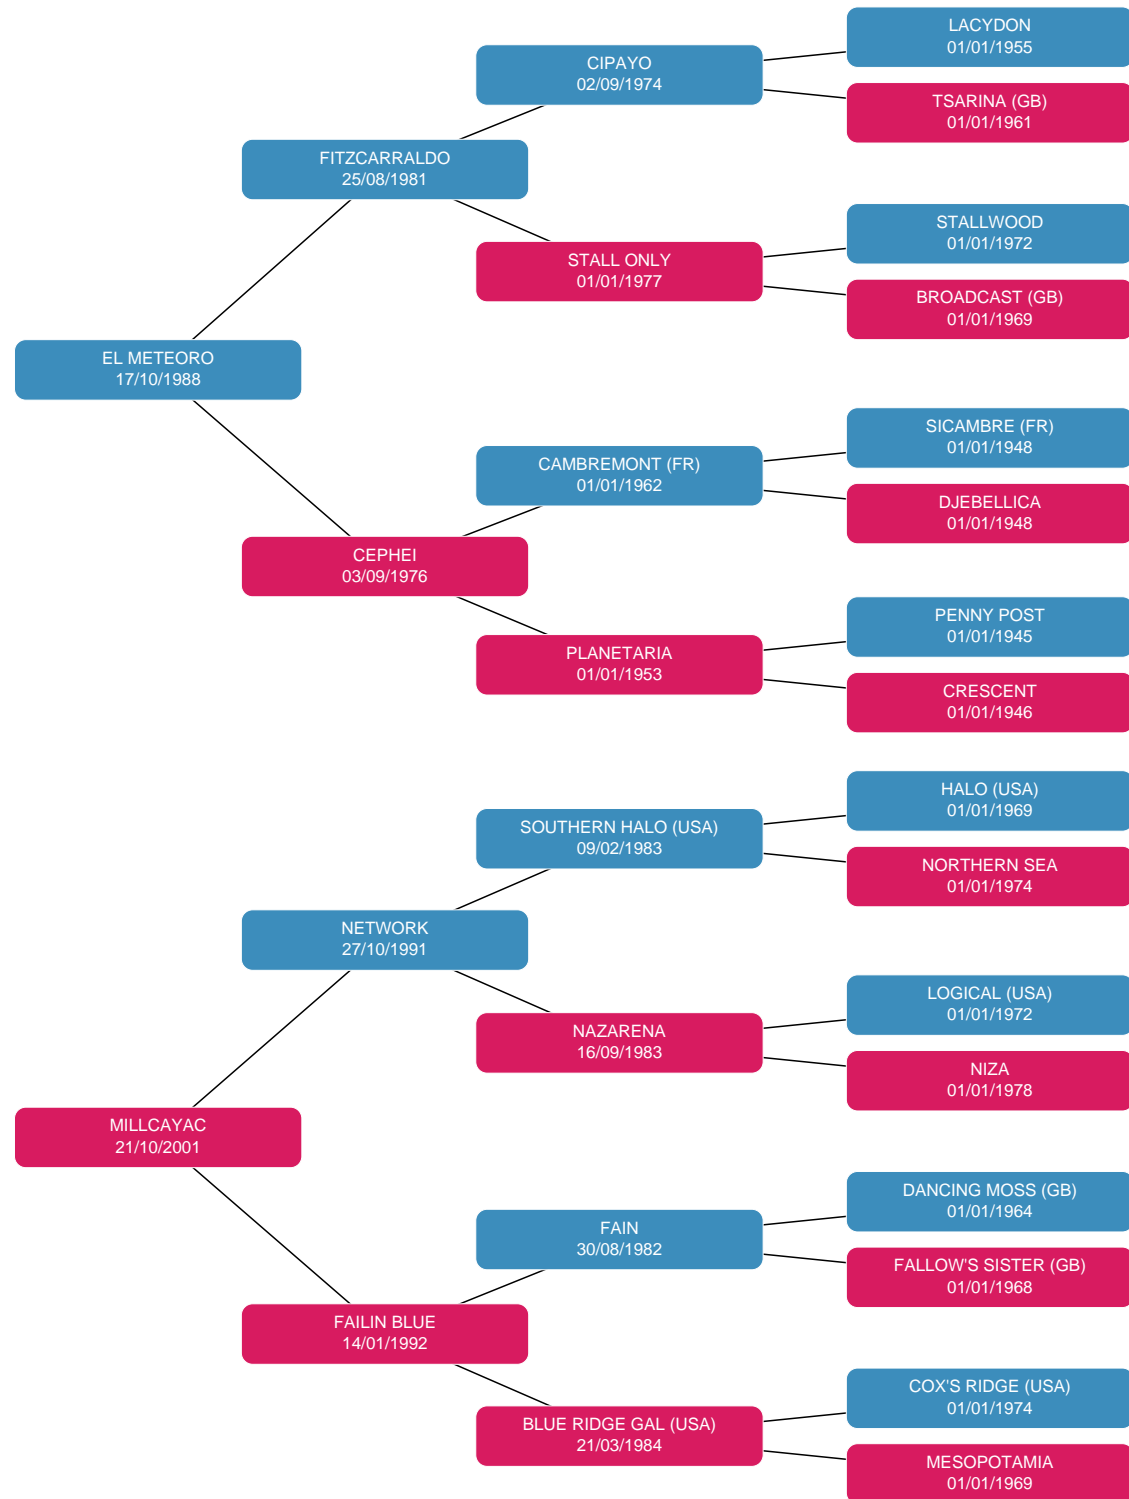 LACYDON
01/01/1955
CIPAYO
02/09/1974
TSARINA (GB)
01/01/1961
FITZCARRALDO
25/08/1981
STALLWOOD
01/01/1972
STALL ONLY
01/01/1977
BROADCAST (GB)
01/01/1969
EL METEORO
17/10/1988
SICAMBRE (FR)
01/01/1948
CAMBREMONT (FR)
01/01/1962
DJEBELLICA
01/01/1948
CEPHEI
03/09/1976
PENNY POST
01/01/1945
PLANETARIA
01/01/1953
CRESCENT
01/01/1946
HALO (USA)
01/01/1969
SOUTHERN HALO (USA)
09/02/1983
NORTHERN SEA
01/01/1974
NETWORK
27/10/1991
LOGICAL (USA)
01/01/1972
NAZARENA
16/09/1983
NIZA
01/01/1978
MILLCAYAC
21/10/2001
DANCING MOSS (GB)
01/01/1964
FAIN
30/08/1982
FALLOW'S SISTER (GB)
01/01/1968
FAILIN BLUE
14/01/1992
COX'S RIDGE (USA)
01/01/1974
BLUE RIDGE GAL (USA)
21/03/1984
MESOPOTAMIA
01/01/1969